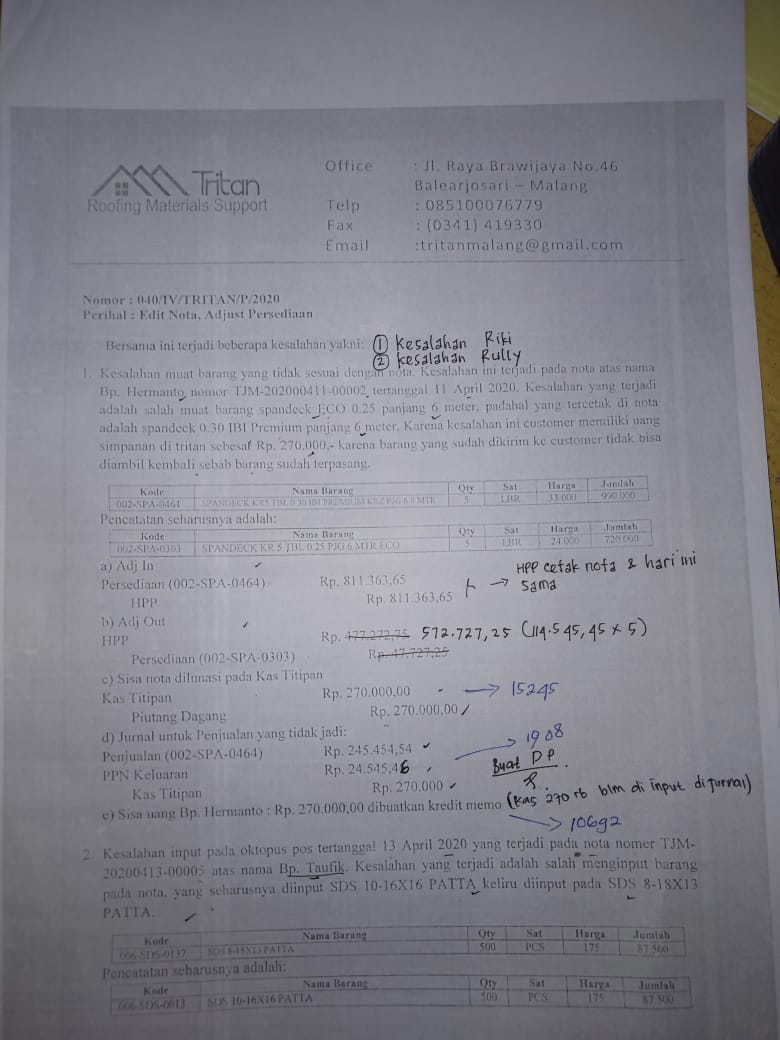 Tritan
Roofing Materials Support
Office : Jl. Raya Brawijaya No.46
Balearjosari – Malang
Telp : 085100076779
Fax : (0341) 419330
Email :tritanmalang@gmail.com
Nomor : 040/IV/TRITAN/P/2020
Perihal : Edit Nota, Adjust Persediaan
Bersama ini terjadi beberapa kesalahan yakni: ① Kesalahan Riki
② Kesalahan Rully
1. Kesalahan muat barang yang tidak sesuai dengan nota. Kesalahan ini terjadi pada nota atas nama
Bp. Hermanto nomor TJM-202000411-00002 tertanggal 11 April 2020. Kesalahan yang terjadi
adalah salah muat barang spandeck ECO 0.25 panjang 6 meter, padahal yang tercetak di nota
adalah spandeck 0.30 IBI Premium panjang 6 meter. Karena kesalahan ini customer memiliki uang
simpanan di tritan sebesar Rp. 270.000,- karena barang yang sudah dikirim ke customer tidak bisa
diambil kembali sebab barang sudah terpasang.
Kode Nama Barang Qty Sat Harga Jumlah
002-SPA-0464 SPANDECK KR5 TBL 0.30 IBI PREMIUM KRZ PJG 6.0 MTR 5 LBR 33.000 990.000
Pencatatan seharusnya adalah:
Kode Nama Barang Qty Sat Harga Jumlah
002-SPA-0303 SPANDECK KR 5 TBL 0.25 PJG 6 MTR ECO 5 LBR 24.000 720.000
a) Adj In
Persediaan (002-SPA-0464) Rp. 811.363,65 → HPP cetak nota & hari ini sama
HPP Rp. 811.363,65
b) Adj Out
HPP Rp. 477.272,75 572.727,25 (114.545,45 x 5)
Persediaan (002-SPA-0303) Rp. 47.727,25
c) Sisa nota dilunasi pada Kas Titipan
Kas Titipan Rp. 270.000,00 → 15245
Piutang Dagang Rp. 270.000,00
d) Jurnal untuk Penjualan yang tidak jadi:
Penjualan (002-SPA-0464) Rp. 245.454,54 → 1908
PPN Keluaran Rp. 24.545,46 Buat DP
Kas Titipan Rp. 270.000 (Kas 270 rb blm di input di jurnal)
e) Sisa uang Bp. Hermanto : Rp. 270.000,00 dibuatkan kredit memo → 10692
2. Kesalahan input pada oktopus pos tertanggal 13 April 2020 yang terjadi pada nota nomer TJM-
20200413-00005 atas nama Bp. Taufik. Kesalahan yang terjadi adalah salah menginput barang
pada nota, yang seharusnya diinput SDS 10-16X16 PATTA keliru diinput pada SDS 8-18X13
PATTA.
Kode Nama Barang Qty Sat Harga Jumlah
006-SDS-0137 SDS 8-18X13 PATTA 500 PCS 175 87.500
Pencatatan seharusnya adalah:
Kode Nama Barang Qty Sat Harga Jumlah
006-SDS-0013 SDS 10-16X16 PATTA 500 PCS 175 87.500